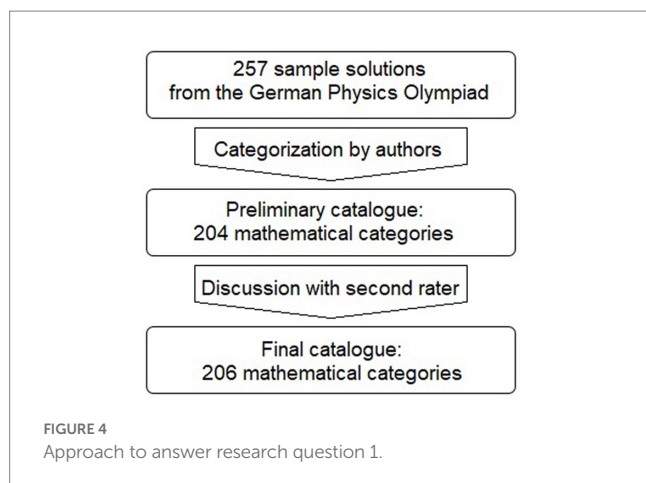 257 sample solutions
from the German Physics Olympiad
Categorization by authors
Preliminary catalogue:
204 mathematical categories
Discussion with second rater
Final catalogue:
206 mathematical categories
FIGURE 4
Approach to answer research question 1.